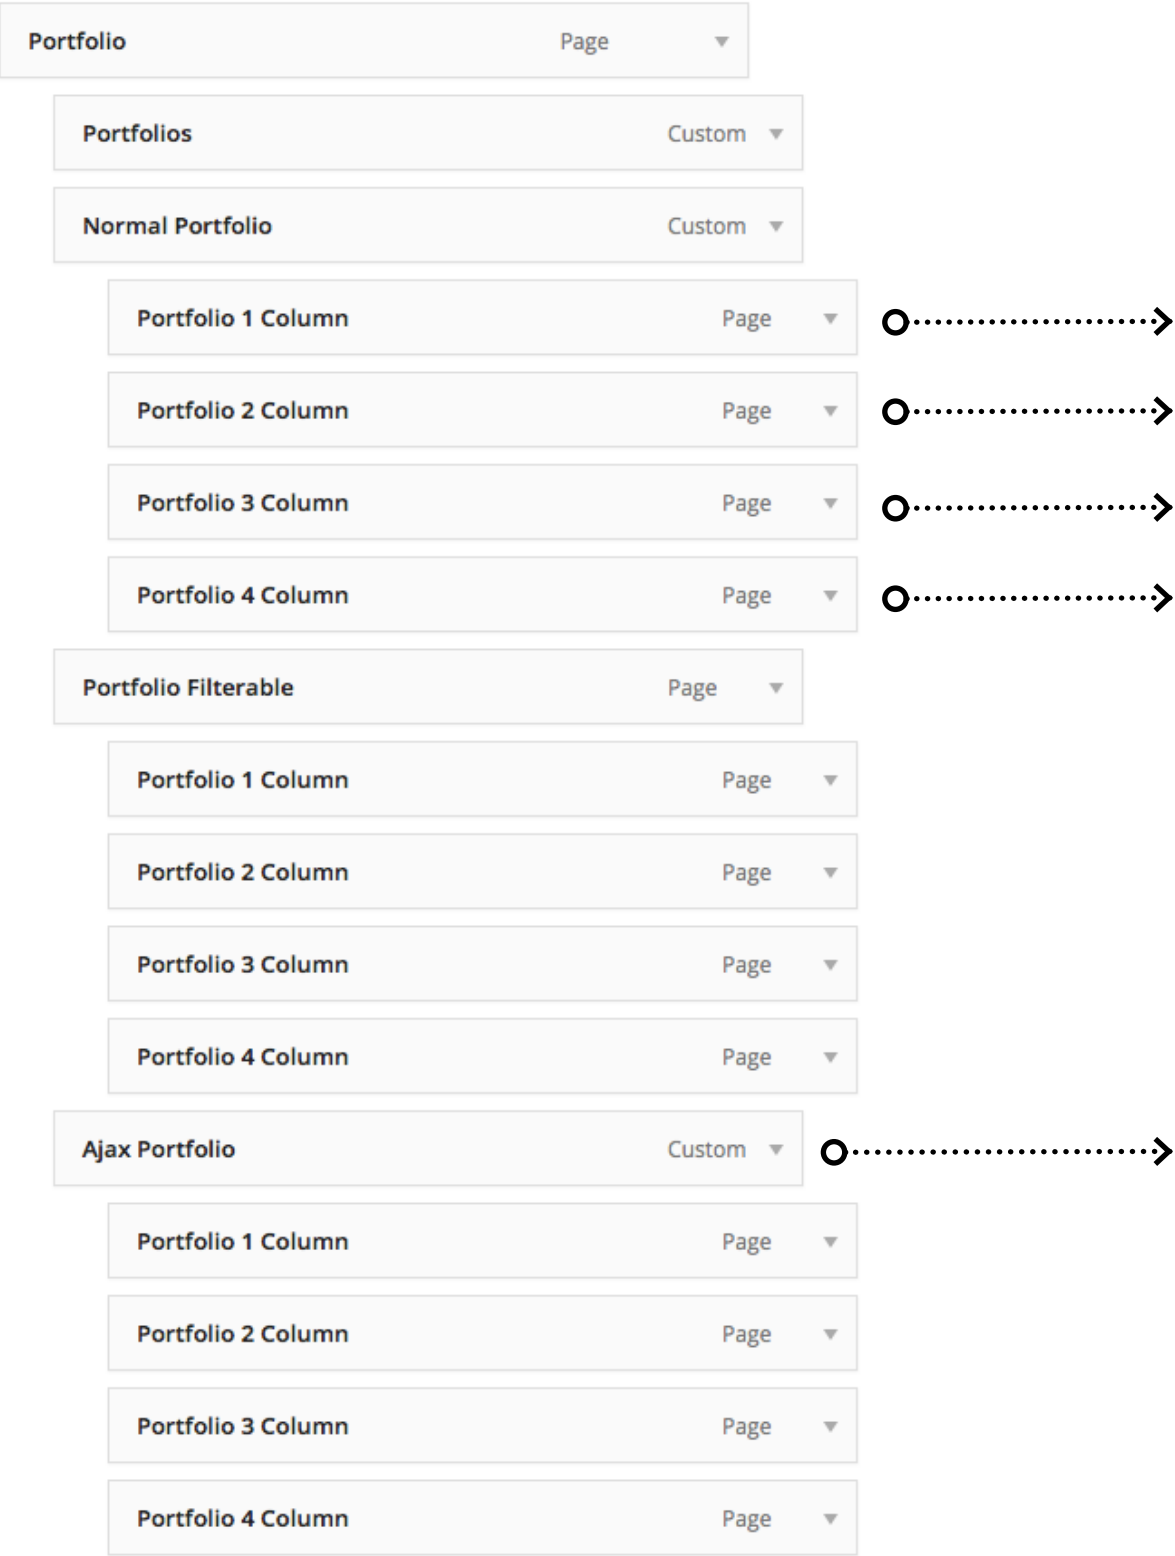 Portfolio Page
Portfolios Custom
Normal Portfolio Custom
Portfolio 1 Column Page
Portfolio 2 Column Page
Portfolio 3 Column Page
Portfolio 4 Column Page
Portfolio Filterable Page
Portfolio 1 Column Page
Portfolio 2 Column Page
Portfolio 3 Column Page
Portfolio 4 Column Page
Ajax Portfolio Custom
Portfolio 1 Column Page
Portfolio 2 Column Page
Portfolio 3 Column Page
Portfolio 4 Column Page